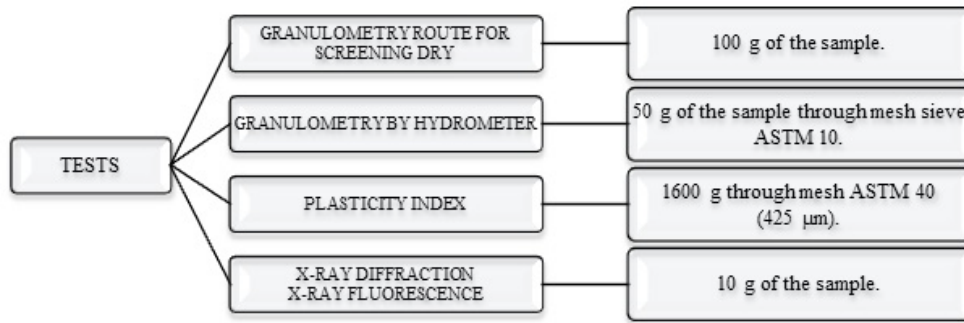 TESTS
GRANULOMETRY ROUTE FOR
SCREENING DRY
100 g of the sample.
GRANULOMETRY BY HYDROMETER
50 g of the sample through mesh sieve
ASTM 10.
PLASTICITY INDEX
1600 g through mesh ASTM 40
(425 µm).
X-RAY DIFFRACTION
X-RAY FLUORESCENCE
10 g of the sample.